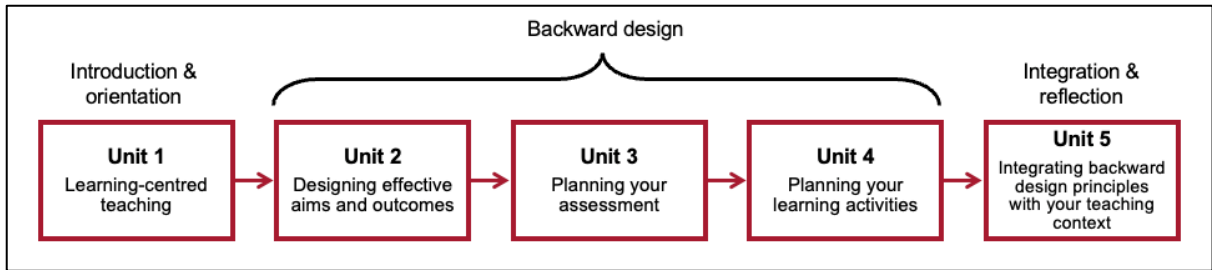 Backward design
Introduction &
orientation
Integration &
reflection
Unit 1
Learning-centred
teaching
Unit 2
Designing effective
aims and outcomes
Unit 3
Planning your
assessment
Unit 4
Planning your
learning activities
Unit 5
Integrating backward
design principles
with your teaching
context